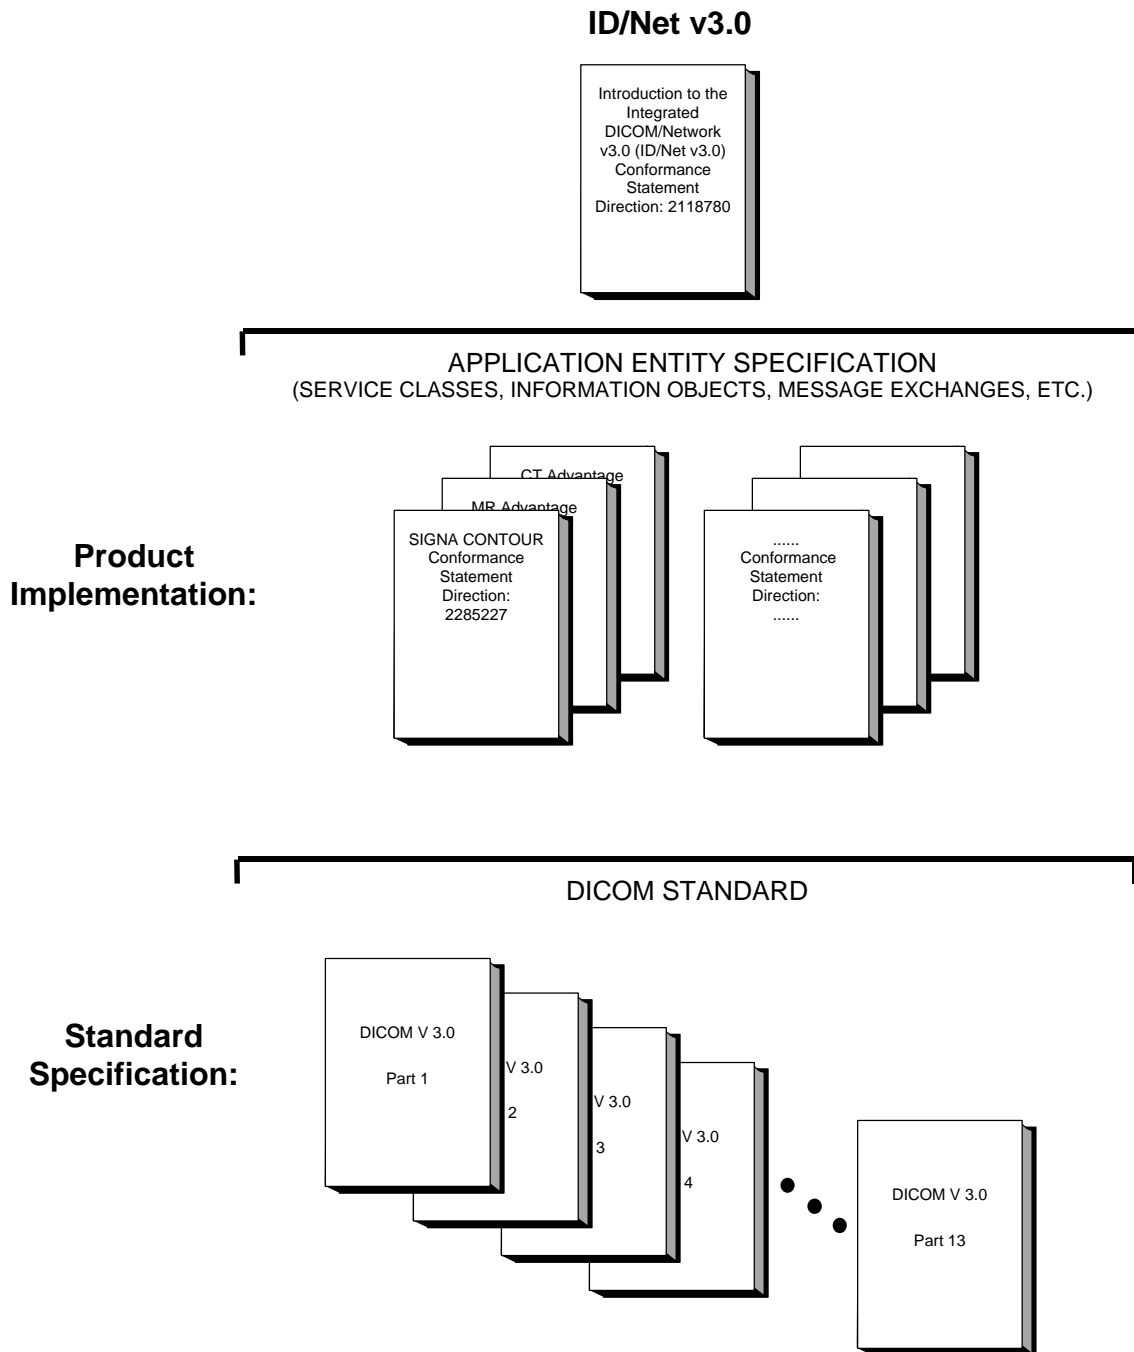 ID/Net v3.0
Introduction to the
Integrated
DICOM/Network
v3.0 (ID/Net v3.0)
Conformance
Statement
Direction: 2118780
APPLICATION ENTITY SPECIFICATION
(SERVICE CLASSES, INFORMATION OBJECTS, MESSAGE EXCHANGES, ETC.)
Product
Implementation:
CT Advantage
MR Advantage
SIGNA CONTOUR
Conformance
Statement
Direction:
2285227
......
Conformance
Statement
Direction:
......
DICOM STANDARD
Standard
Specification:
DICOM V 3.0
Part 1
V 3.0
2
V 3.0
3
V 3.0
4
DICOM V 3.0
Part 13